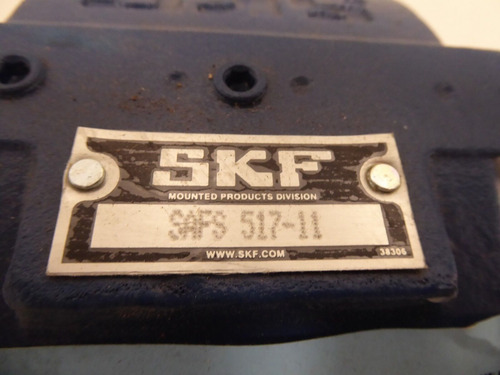 SKF
MOUNTED PRODUCTS DIVISION
SAFS 517-11
WWW.SKF.COM
38306